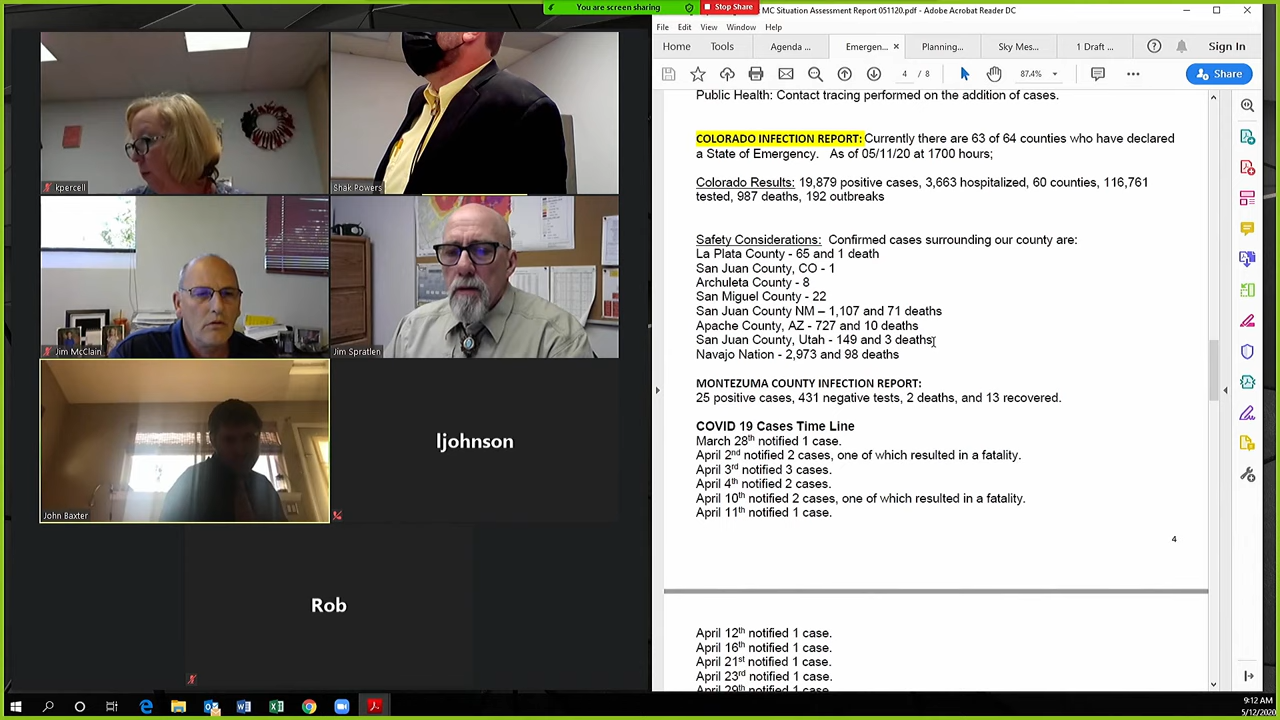 You are screen sharing
Stop Share
MC Situation Assessment Report 051120.pdf - Adobe Acrobat Reader DC
File Edit View Window Help
Home Tools Agenda ... Emergen... × Planning... Sky Mes... 1 Draft ... Sign In
4 / 8 87.4% Share
Public Health: Contact tracing performed on the addition of cases.
COLORADO INFECTION REPORT: Currently there are 63 of 64 counties who have declared
a State of Emergency. As of 05/11/20 at 1700 hours;
Colorado Results: 19,879 positive cases, 3,663 hospitalized, 60 counties, 116,761
tested, 987 deaths, 192 outbreaks
Safety Considerations: Confirmed cases surrounding our county are:
La Plata County - 65 and 1 death
San Juan County, CO - 1
Archuleta County - 8
San Miguel County - 22
San Juan County NM – 1,107 and 71 deaths
Apache County, AZ - 727 and 10 deaths
San Juan County, Utah - 149 and 3 deaths
Navajo Nation - 2,973 and 98 deaths
MONTEZUMA COUNTY INFECTION REPORT:
25 positive cases, 431 negative tests, 2 deaths, and 13 recovered.
COVID 19 Cases Time Line
March 28th notified 1 case.
April 2nd notified 2 cases, one of which resulted in a fatality.
April 3rd notified 3 cases.
April 4th notified 2 cases.
April 10th notified 2 cases, one of which resulted in a fatality.
April 11th notified 1 case.
4
April 12th notified 1 case.
April 16th notified 1 case.
April 21st notified 1 case.
April 23rd notified 1 case.
April 29th notified 1 case.
kpercell
Shak Powers
Jim McClain
Jim Spratlen
John Baxter
ljohnson
Rob
9:12 AM
5/12/2020